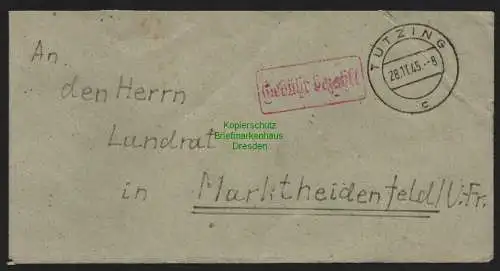 TUTZING
28.11.45.-8
c
Gebühr bezahlt
An
den Herrn
Kopierschutz
Briefmarkenhaus
Dresden
Landrat
in Marktheidenfeld/U.Fr.